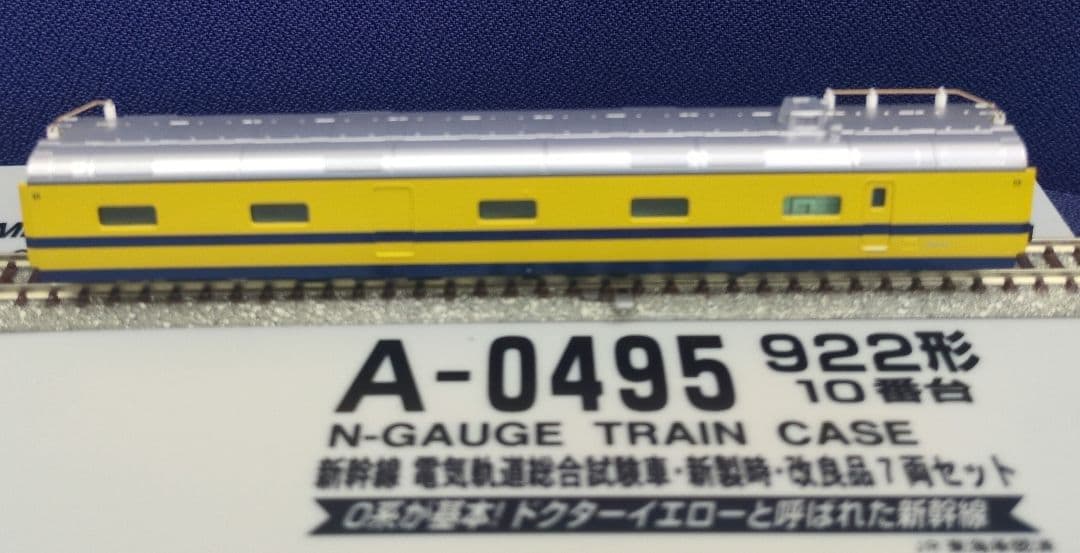 A-0495 922形
10番台
N-GAUGE TRAIN CASE
新幹線 電気軌道総合試験車・新製時・改良品7両セット
0系が基本!ドクターイエローと呼ばれた新幹線